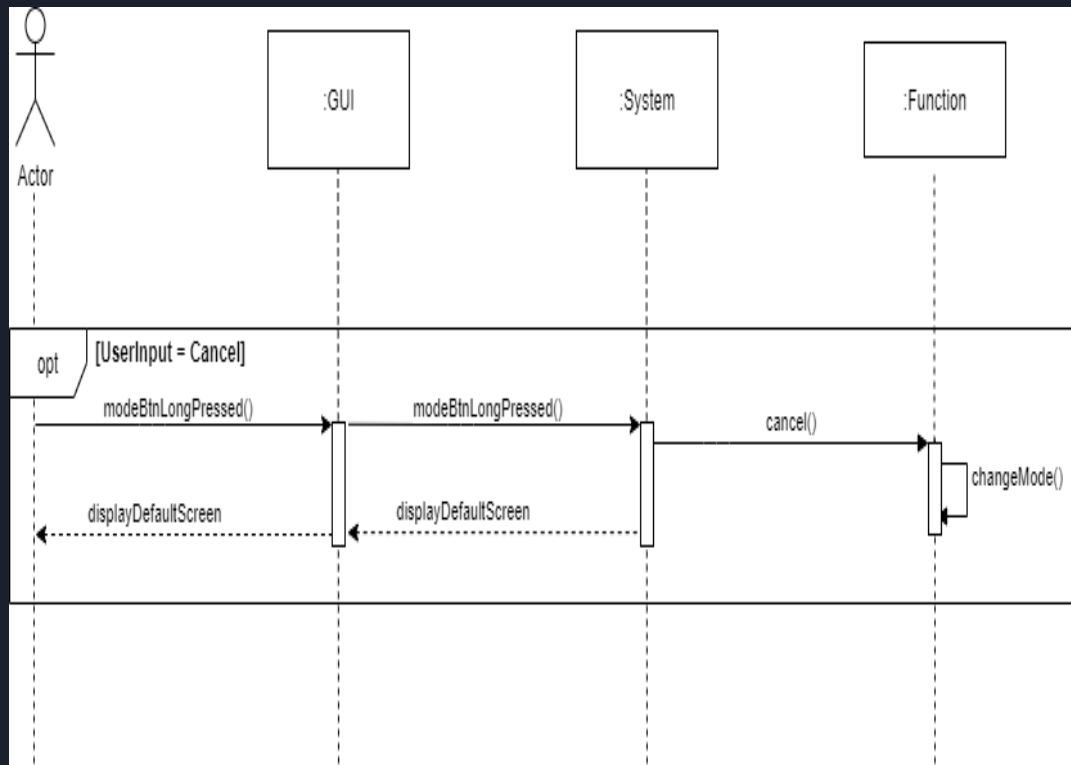 Actor
:GUI
:System
:Function
opt
[UserInput = Cancel]
modeBtnLongPressed()
modeBtnLongPressed()
cancel()
changeMode()
displayDefaultScreen
displayDefaultScreen